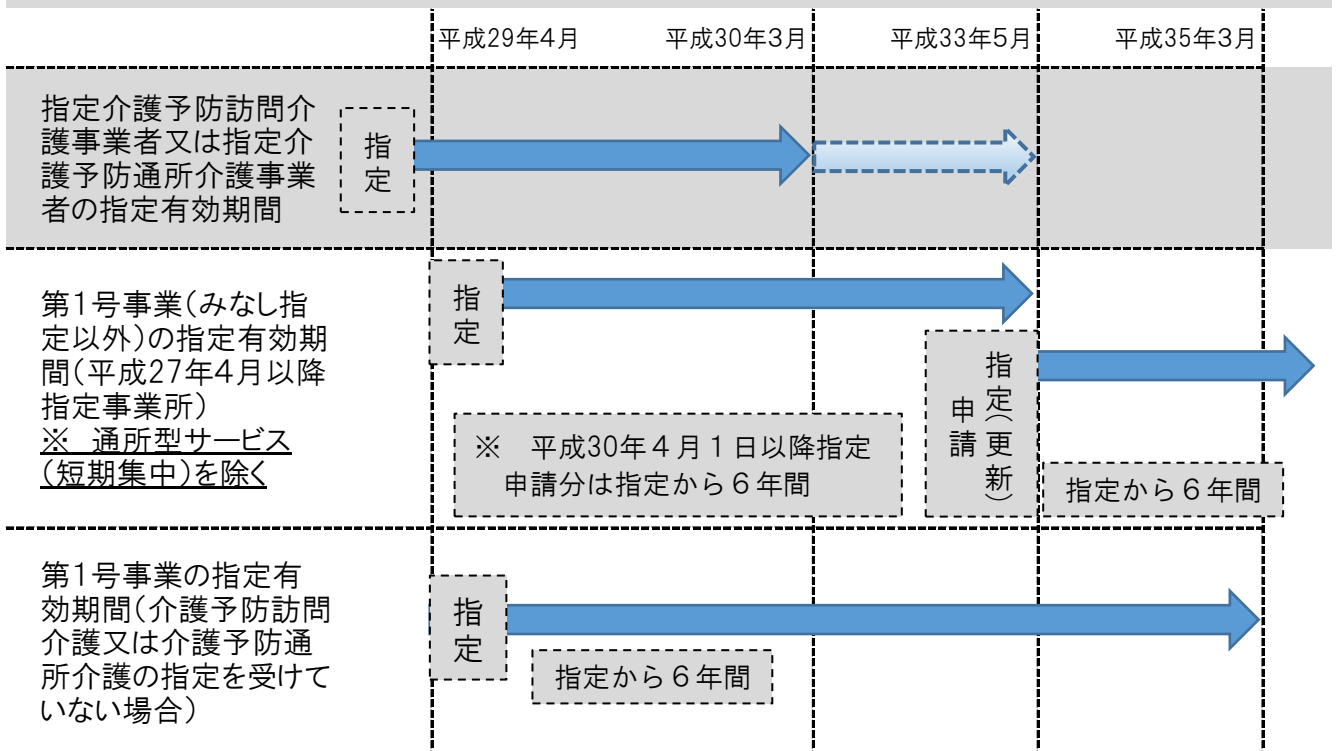 平成29年4月 平成30年3月 平成33年5月 平成35年3月
指定介護予防訪問介
護事業者又は指定介
護予防通所介護事業
者の指定有効期間
指定
第1号事業(みなし指
定以外)の指定有効期
間(平成27年4月以降
指定事業所)
※ 通所型サービス
(短期集中)を除く
指定
※ 平成30年4月1日以降指定
申請分は指定から6年間
指定(更新)
申請
指定から6年間
第1号事業の指定有
効期間(介護予防訪問
介護又は介護予防通
所介護の指定を受けて
いない場合)
指定
指定から6年間